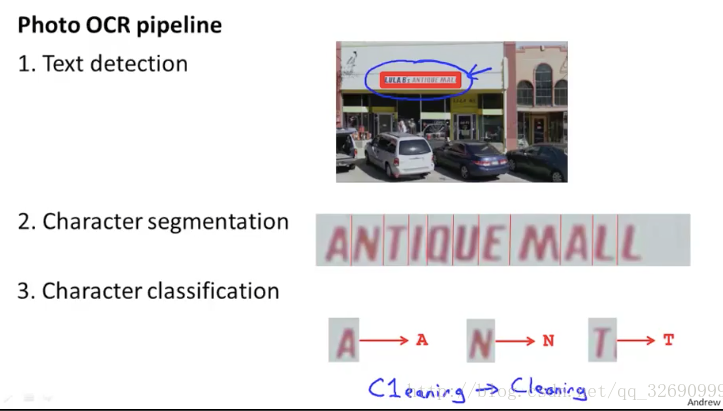 Photo OCR pipeline
1. Text detection
LULA B's ANTIQUE MALL
2. Character segmentation
ANTIQUE MALL
3. Character classification
A → A N → N T → T
C1eaning → Cleaning
http://blog.csdn.net/qq_32690999
Andrew